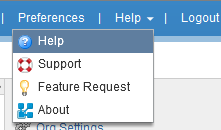 Preferences | Help | Logout
Help
Support
Feature Request
About
Org Settings